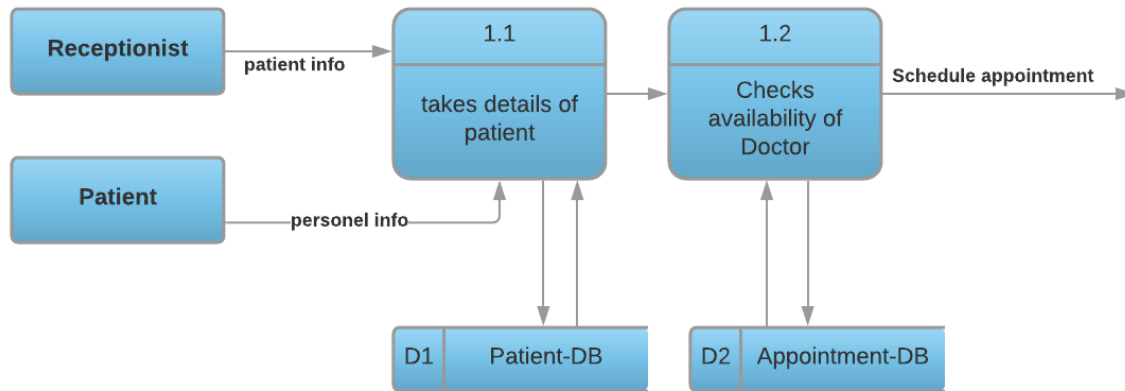 Receptionist
patient info
1.1
takes details of
patient
1.2
Checks
availability of
Doctor
Schedule appointment
Patient
personel info
D1
Patient-DB
D2
Appointment-DB